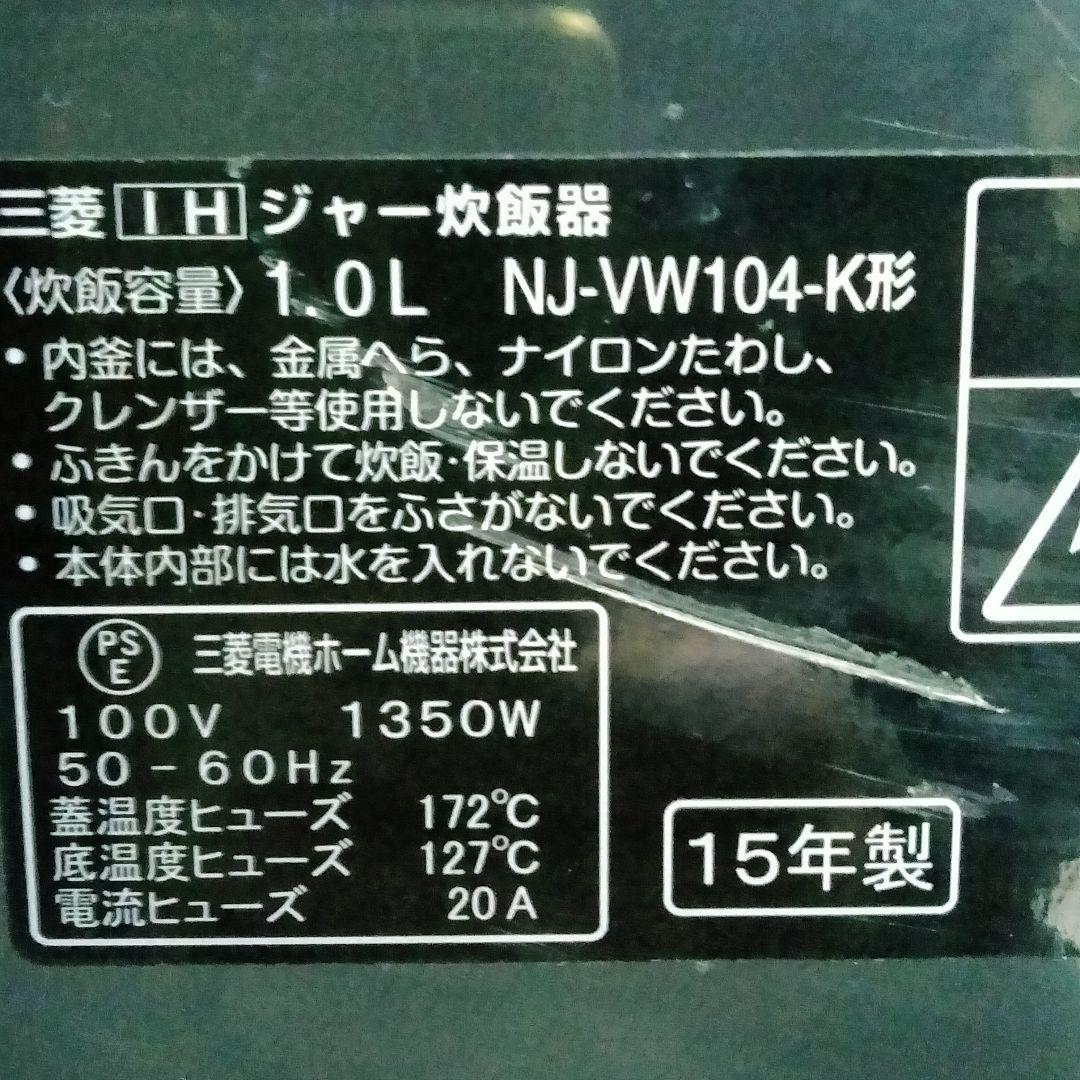 三菱 IH ジャー炊飯器
〈炊飯容量〉 1.0L NJ-VW104-K形
・内釜には、金属へら、ナイロンたわし、
クレンザー等使用しないでください。
・ふきんをかけて炊飯・保温しないでください。
・吸気口・排気口をふさがないでください。
・本体内部には水を入れないでください。
PS
E
三菱電機ホーム機器株式会社
100V 1350W
50-60Hz
蓋温度ヒューズ 172℃
底温度ヒューズ 127℃
電流ヒューズ 20A
15年製